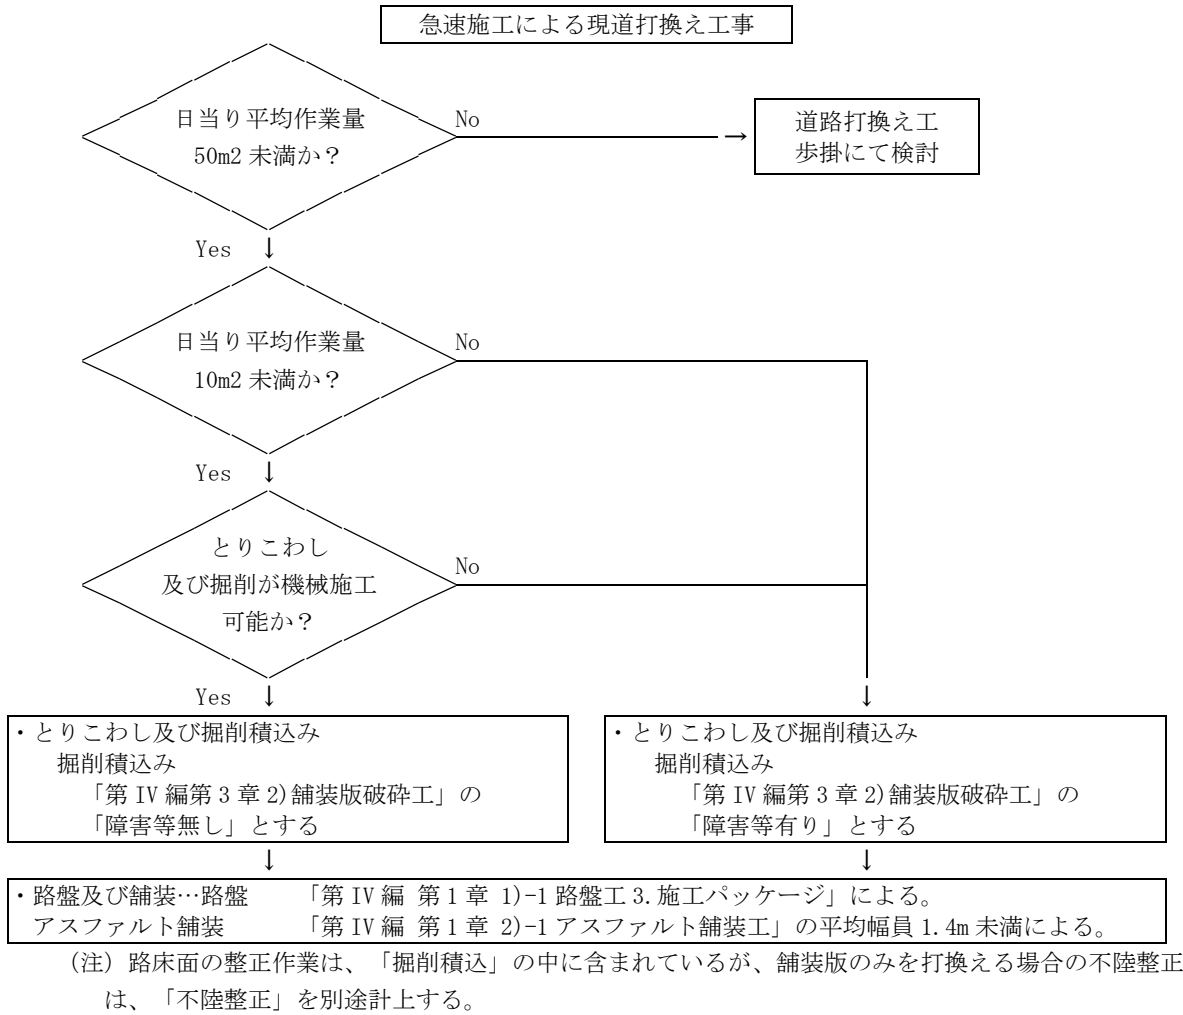 急速施工による現道打換え工事
日当り平均作業量
50m2 未満か？
No
→
道路打換え工
歩掛にて検討
Yes ↓
日当り平均作業量
10m2 未満か？
No
Yes ↓
とりこわし
及び掘削が機械施工
可能か？
No
Yes ↓
↓
・とりこわし及び掘削積込み
掘削積込み
「第 IV 編第 3 章 2)舗装版破砕工」の
「障害等無し」とする
・とりこわし及び掘削積込み
掘削積込み
「第 IV 編第 3 章 2)舗装版破砕工」の
「障害等有り」とする
↓
↓
・路盤及び舗装…路盤 「第 IV 編 第 1 章 1)-1 路盤工 3.施工パッケージ」による。
アスファルト舗装 「第 IV 編 第 1 章 2)-1 アスファルト舗装工」の平均幅員 1.4m 未満による。
（注）路床面の整正作業は、「掘削積込」の中に含まれているが、舗装版のみを打換える場合の不陸整正
は、「不陸整正」を別途計上する。